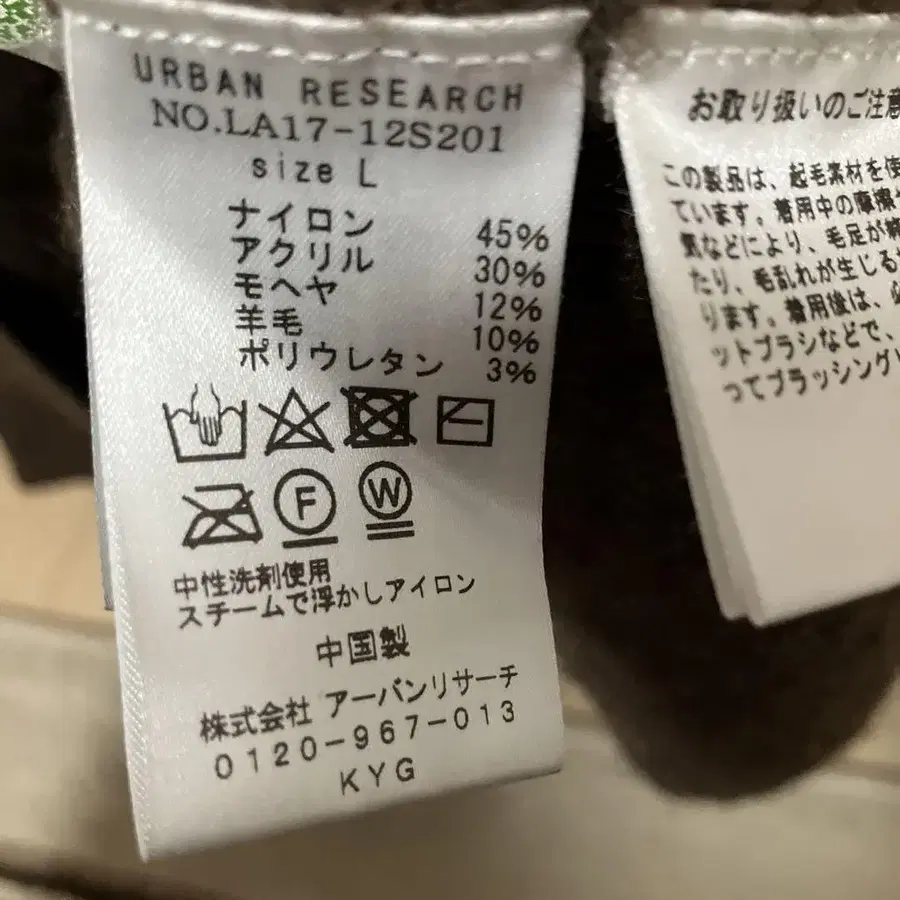 URBAN RESEARCH
NO.LA17-12S201
size L
ナイロン 45%
アクリル 30%
モヘヤ 12%
羊毛 10%
ポリウレタン 3%
F W
中性洗剤使用
スチームで浮かしアイロン
中国製
株式会社 アーバンリサーチ
0120-967-013
KYG
お取り扱いのご注意
この製品は、起毛素材を使
ています。着用中の摩擦
気などにより、毛足が
たり、毛乱れが生じる
ります。着用後は、
ットブラシなどで、
ってブラッシング